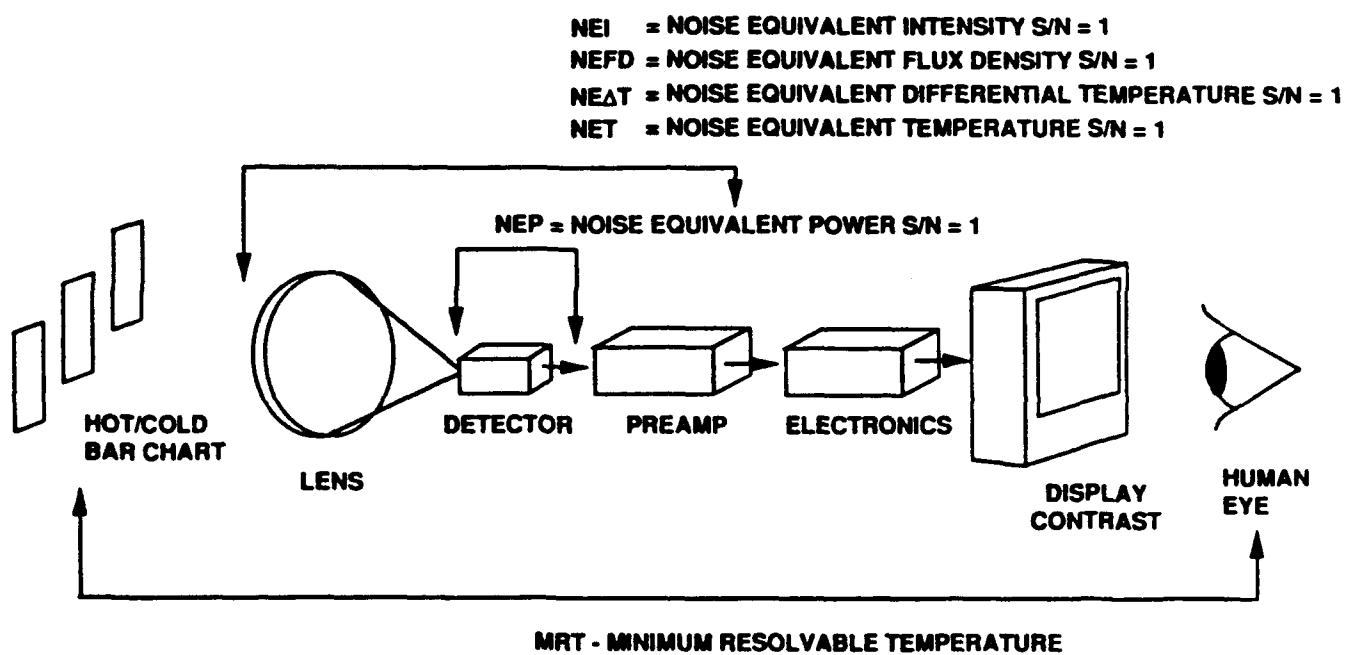 NEI = NOISE EQUIVALENT INTENSITY S/N = 1
NEFD = NOISE EQUIVALENT FLUX DENSITY S/N = 1
NEΔT = NOISE EQUIVALENT DIFFERENTIAL TEMPERATURE S/N = 1
NET = NOISE EQUIVALENT TEMPERATURE S/N = 1
NEP = NOISE EQUIVALENT POWER S/N = 1
HOT/COLD
BAR CHART
LENS
DETECTOR
PREAMP
ELECTRONICS
DISPLAY
CONTRAST
HUMAN
EYE
MRT - MINIMUM RESOLVABLE TEMPERATURE